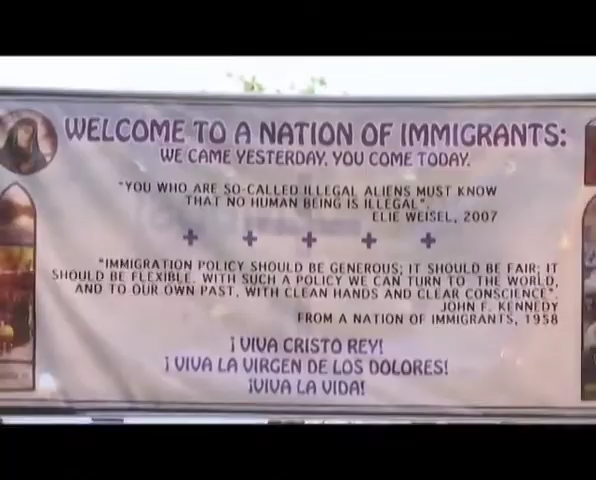 WELCOME TO A NATION OF IMMIGRANTS:
WE CAME YESTERDAY. YOU COME TODAY.
"YOU WHO ARE SO-CALLED ILLEGAL ALIENS MUST KNOW
THAT NO HUMAN BEING IS ILLEGAL".
ELIE WEISEL, 2007
"IMMIGRATION POLICY SHOULD BE GENEROUS; IT SHOULD BE FAIR; IT
SHOULD BE FLEXIBLE. WITH SUCH A POLICY WE CAN TURN TO THE WORLD,
AND TO OUR OWN PAST, WITH CLEAN HANDS AND CLEAR CONSCIENCE".
JOHN F. KENNEDY
FROM A NATION OF IMMIGRANTS, 1958
¡VIVA CRISTO REY!
¡VIVA LA VIRGEN DE LOS DOLORES!
¡VIVA LA VIDA!